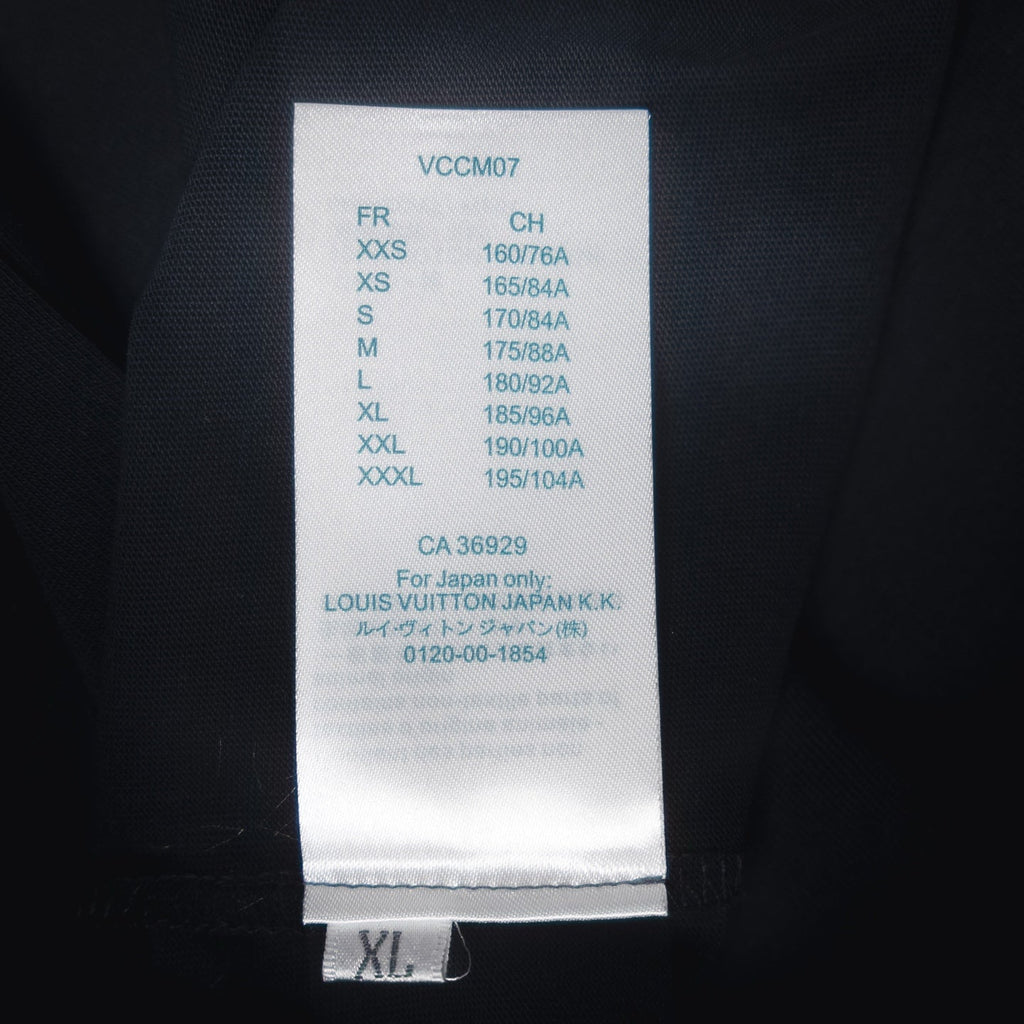 VCCM07
FR CH
XXS 160/76A
XS 165/84A
S 170/84A
M 175/88A
L 180/92A
XL 185/96A
XXL 190/100A
XXXL 195/104A
CA 36929
For Japan only:
LOUIS VUITTON JAPAN K.K.
ルイ·ヴィトン ジャパン(株)
0120-00-1854
XL